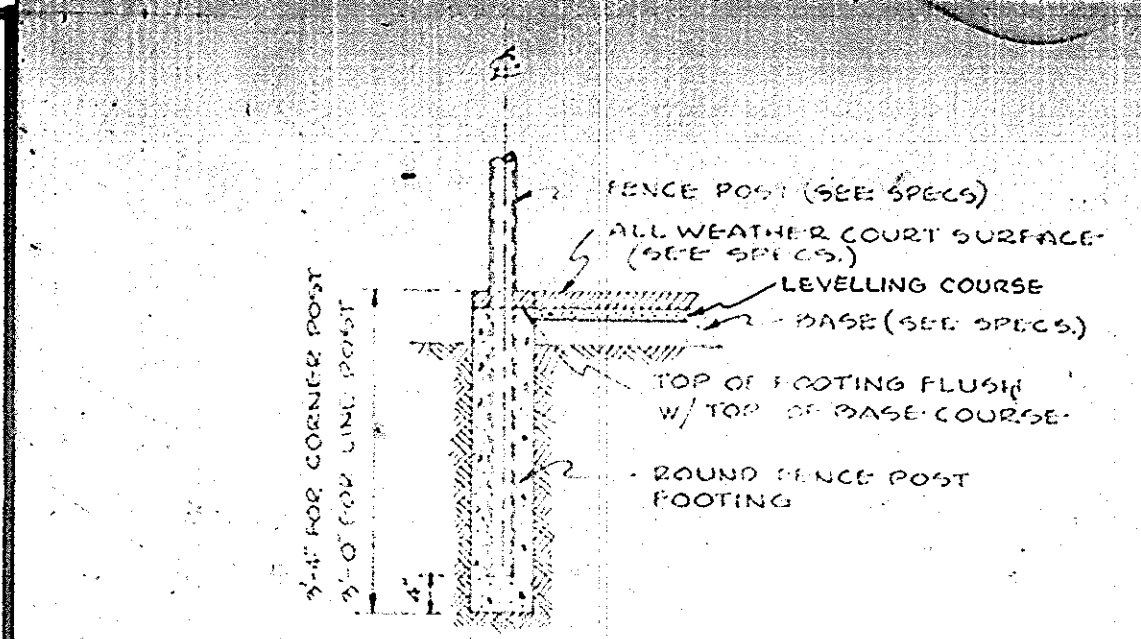 FENCE POST (SEE SPECS)
ALL WEATHER COURT SURFACE
(SEE SPECS.)
LEVELLING COURSE
BASE (SEE SPECS.)
TOP OF FOOTING FLUSH
W/ TOP OF BASE COURSE
ROUND FENCE POST
FOOTING
3'-4" FOR CORNER POST
3'-0" FOR LINE POST
4"